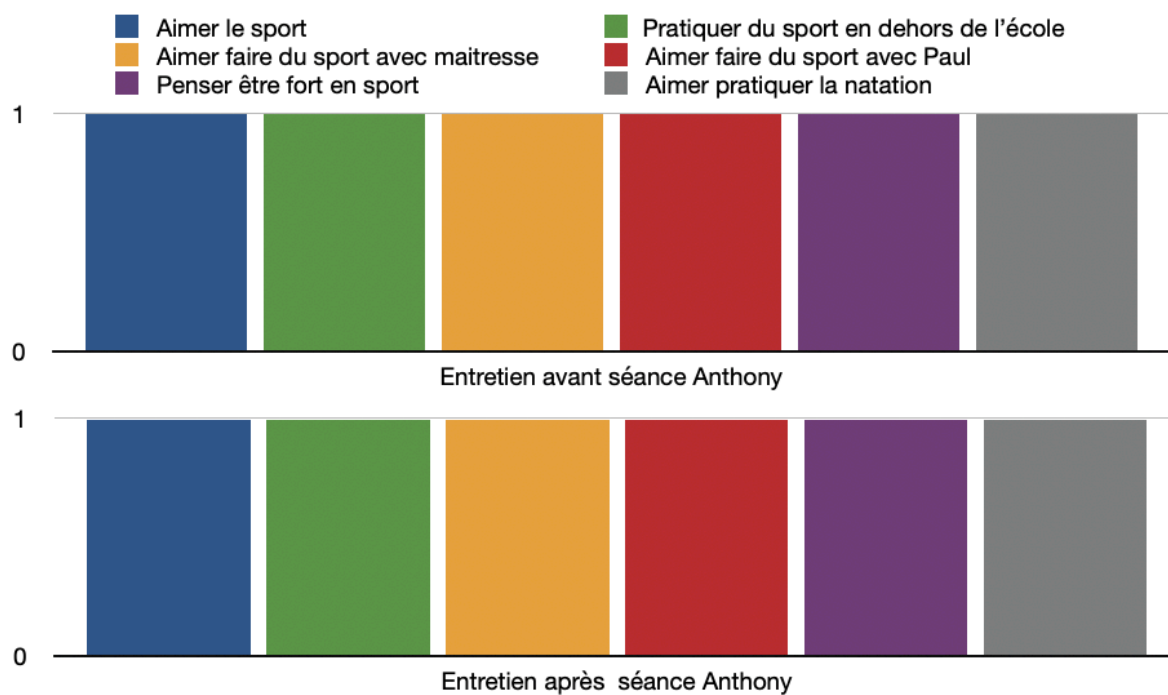 Aimer le sport
Pratiquer du sport en dehors de l'école
Aimer faire du sport avec maitresse
Aimer faire du sport avec Paul
Penser être fort en sport
Aimer pratiquer la natation
1
0
Entretien avant séance Anthony
1
0
Entretien après  séance Anthony